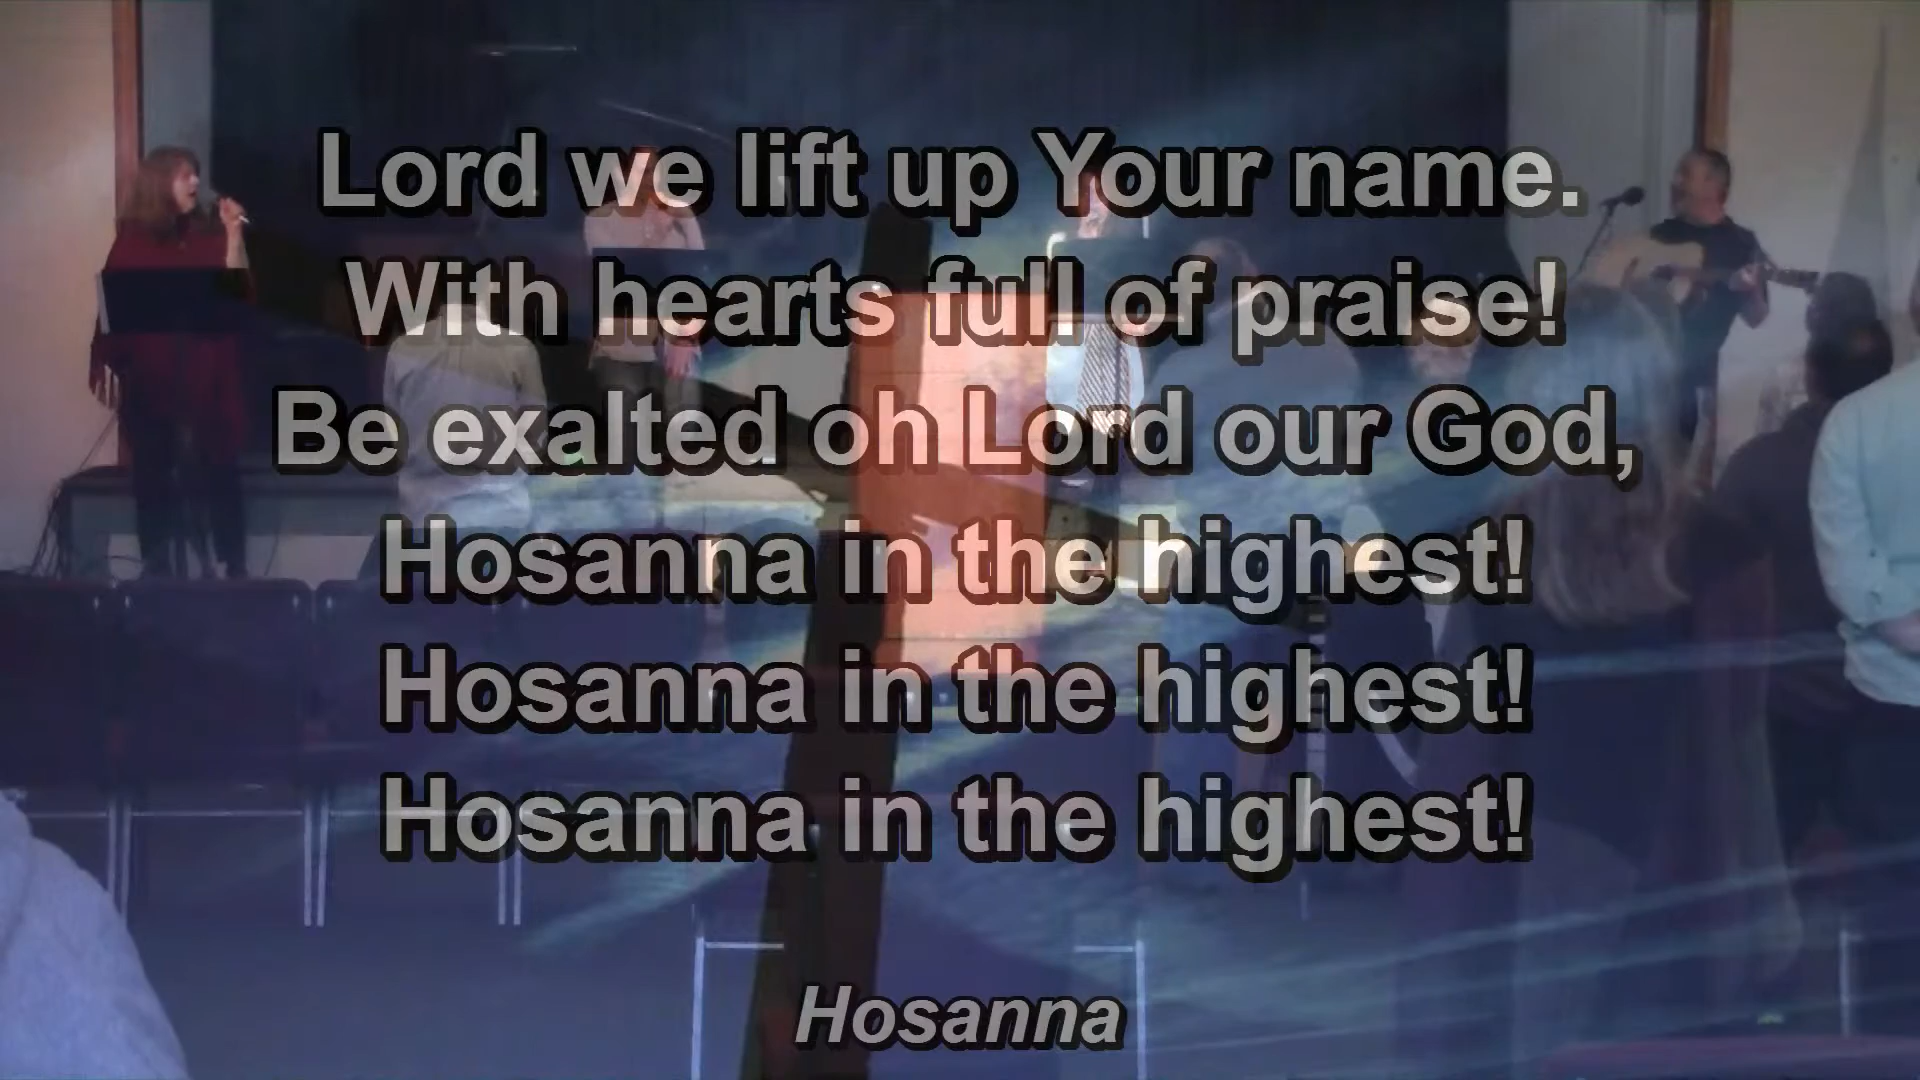 Lord we lift up Your name.
With hearts full of praise!
Be exalted oh Lord our God,
Hosanna in the highest!
Hosanna in the highest!
Hosanna in the highest!
Hosanna